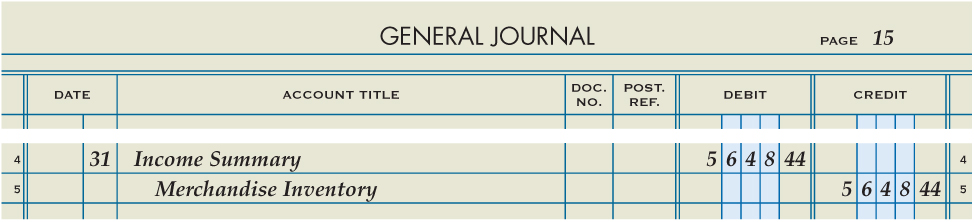 GENERAL JOURNAL PAGE 15
DATE ACCOUNT TITLE DOC. NO. POST. REF. DEBIT CREDIT
4 31 Income Summary 5 6 4 8 44 4
5 Merchandise Inventory 5 6 4 8 44 5